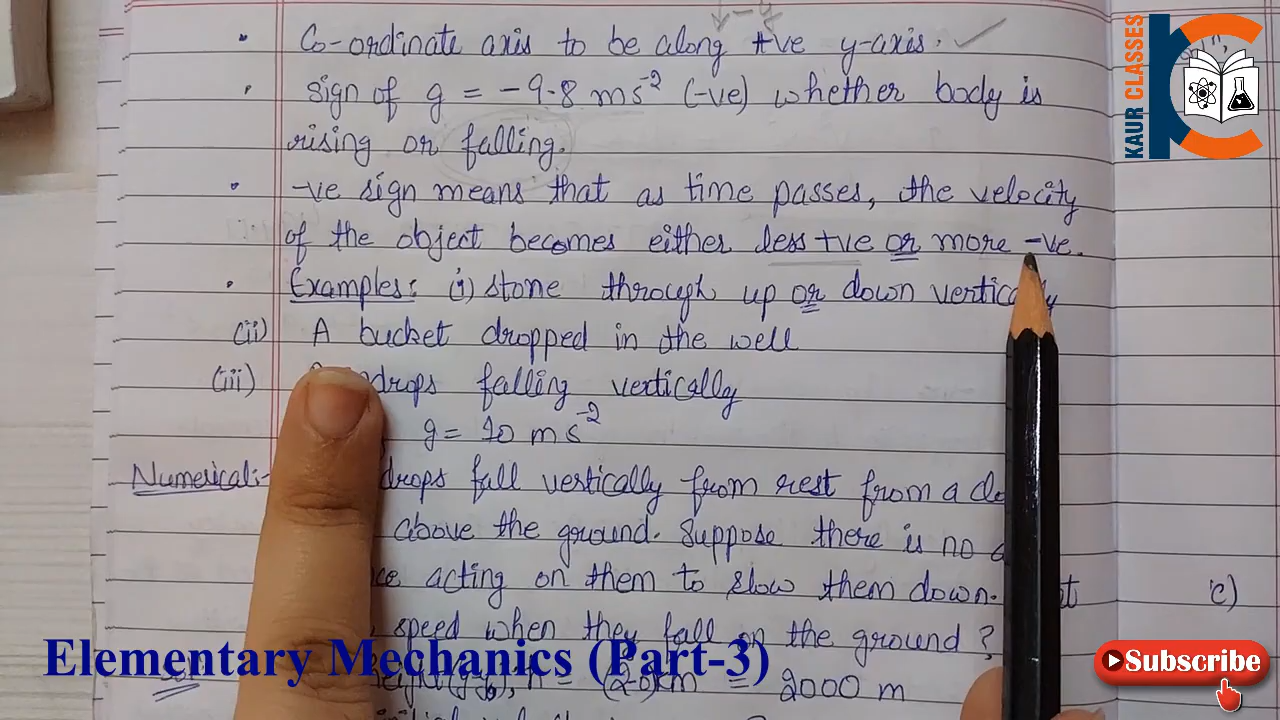 • Co-ordinate axis to be along +ve y-axis. ✓
• sign of g = -9.8 ms⁻² (-ve) whether body is
rising or falling.
• -ve sign means that as time passes, the velocity
of the object becomes either less +ve or more -ve.
• Examples: (i) stone through up or down vertically
(ii) A bucket dropped in the well
(iii) drops falling vertically
g = 10 ms⁻²
Numerical:- drops fall vertically from rest from a
above the ground. Suppose there is no
acting on them to slow them down.
c)
speed when they fall on the ground?
h = (2.0)km = 2000 m
KAUR CLASSES
KC
Elementary Mechanics (Part-3)
Subscribe